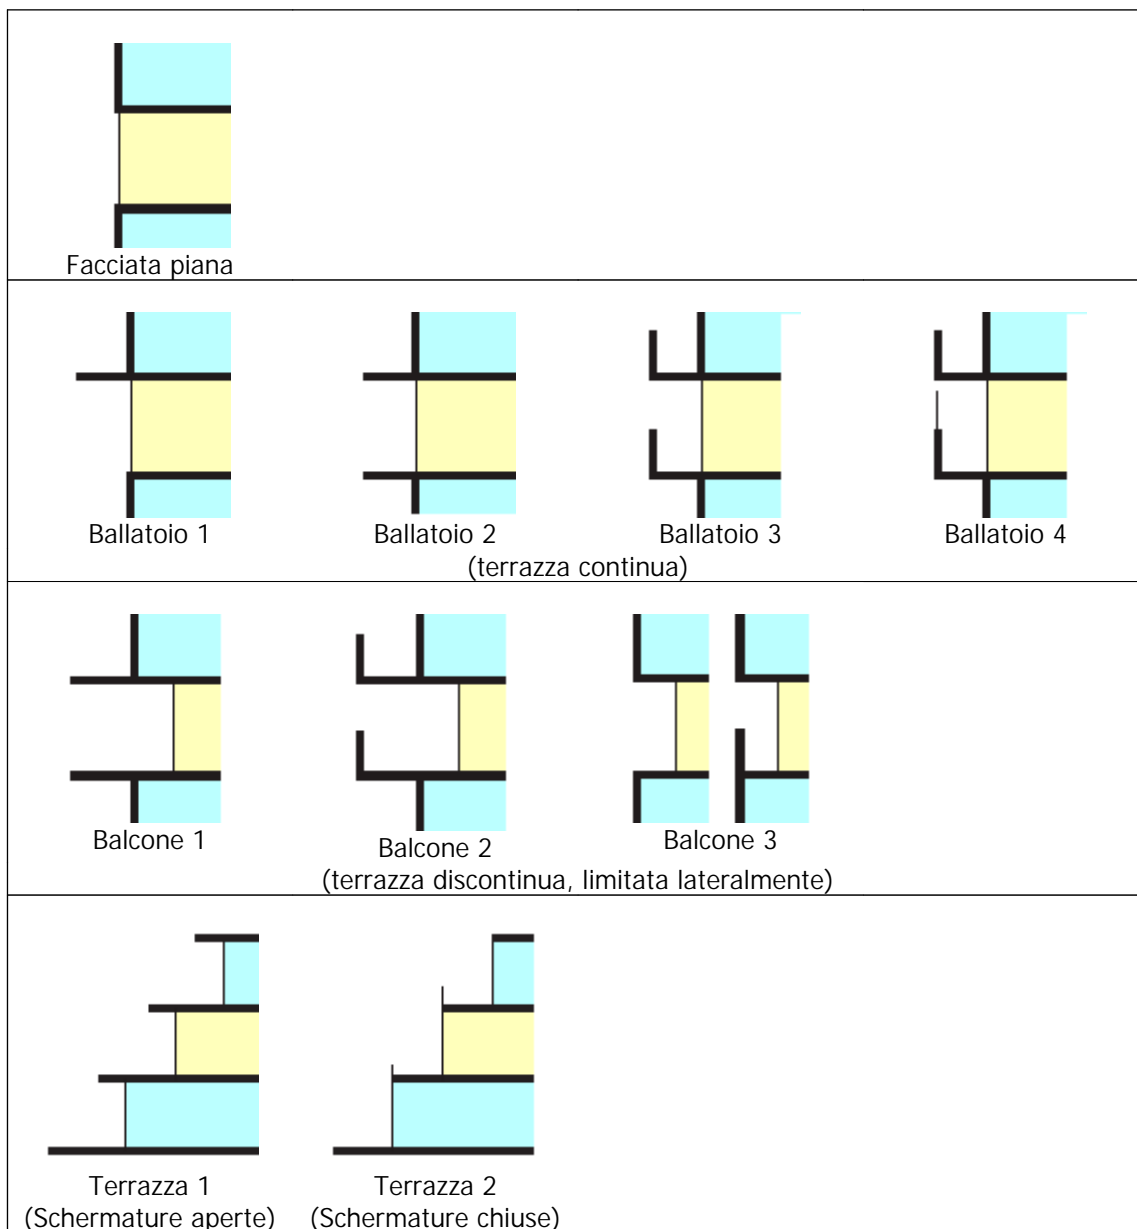 Facciata piana
Ballatoio 1 Ballatoio 2 Ballatoio 3 Ballatoio 4
(terrazza continua)
Balcone 1 Balcone 2 Balcone 3
(terrazza discontinua, limitata lateralmente)
Terrazza 1 Terrazza 2
(Schermature aperte) (Schermature chiuse)